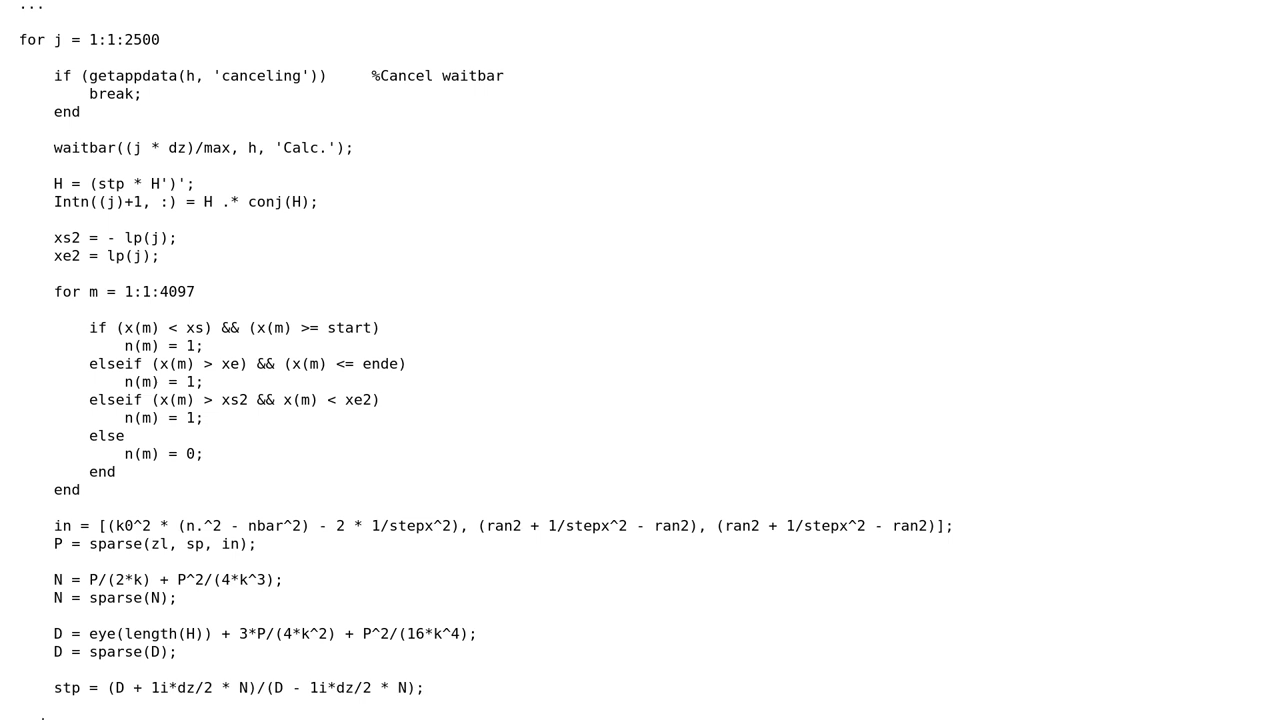 ...
for j = 1:1:2500
if (getappdata(h, 'canceling')) %Cancel waitbar
break;
end
waitbar((j * dz)/max, h, 'Calc.');
H = (stp * H')';
Intn((j)+1, :) = H .* conj(H);
xs2 = - lp(j);
xe2 = lp(j);
for m = 1:1:4097
if (x(m) < xs) && (x(m) >= start)
n(m) = 1;
elseif (x(m) > xe) && (x(m) <= ende)
n(m) = 1;
elseif (x(m) > xs2 && x(m) < xe2)
n(m) = 1;
else
n(m) = 0;
end
end
in = [(k0^2 * (n.^2 - nbar^2) - 2 * 1/stepx^2), (ran2 + 1/stepx^2 - ran2), (ran2 + 1/stepx^2 - ran2)];
P = sparse(zl, sp, in);
N = P/(2*k) + P^2/(4*k^3);
N = sparse(N);
D = eye(length(H)) + 3*P/(4*k^2) + P^2/(16*k^4);
D = sparse(D);
stp = (D + 1i*dz/2 * N)/(D - 1i*dz/2 * N);